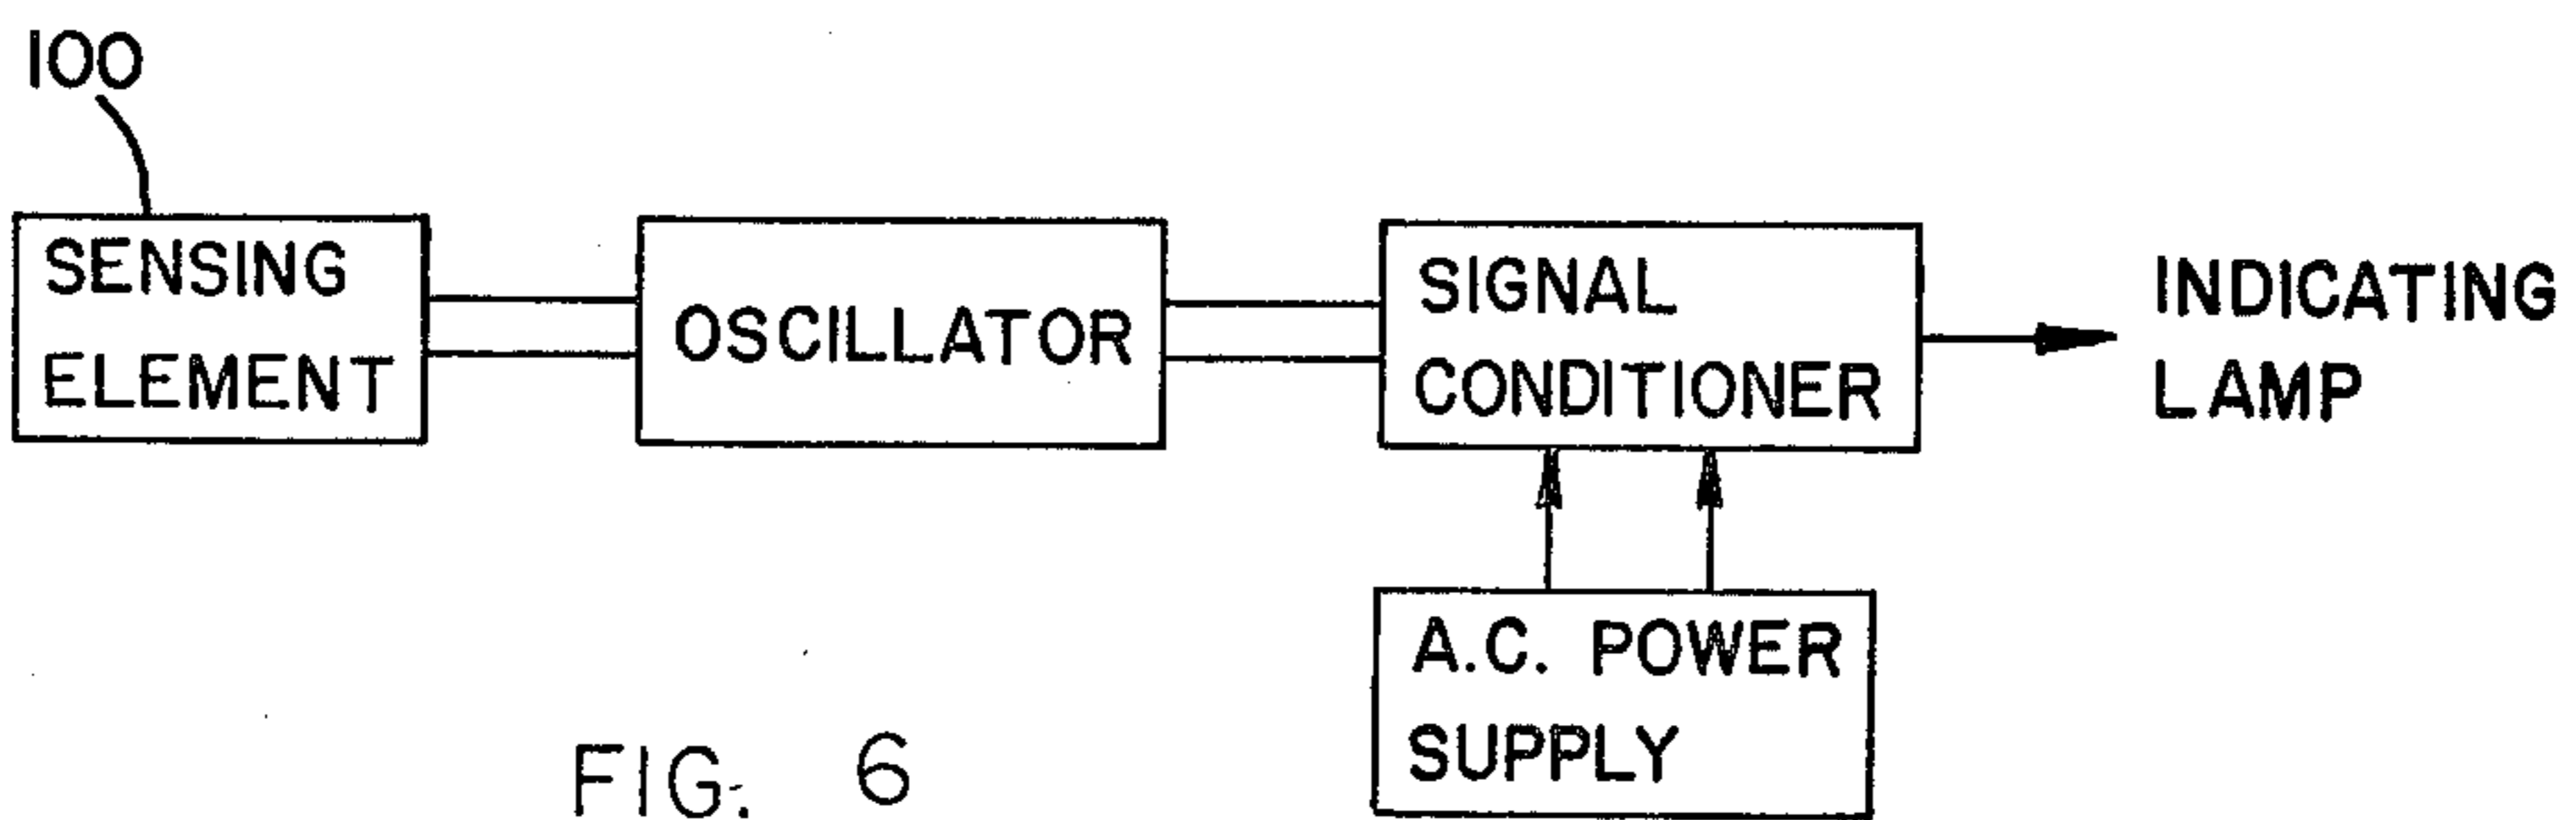 100
SENSING
ELEMENT
OSCILLATOR
SIGNAL
CONDITIONER
INDICATING
LAMP
A.C. POWER
SUPPLY
FIG. 6